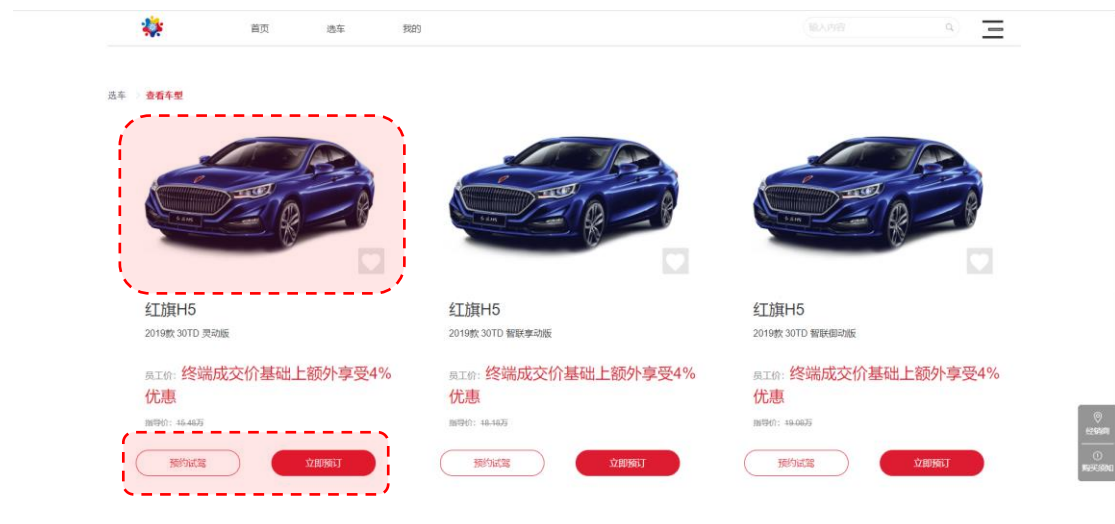 首页
选车
我的
输入内容
选车 > 查看车型
红旗H5
2019款 30TD 灵动版
员工价: 终端成交价基础上额外享受4%
优惠
指导价: 15.46万
预约试驾
立即预订
红旗H5
2019款 30TD 智联享动版
员工价: 终端成交价基础上额外享受4%
优惠
指导价: 16.16万
预约试驾
立即预订
红旗H5
2019款 30TD 智联御动版
员工价: 终端成交价基础上额外享受4%
优惠
指导价: 19.06万
预约试驾
立即预订
经销商
购买须知